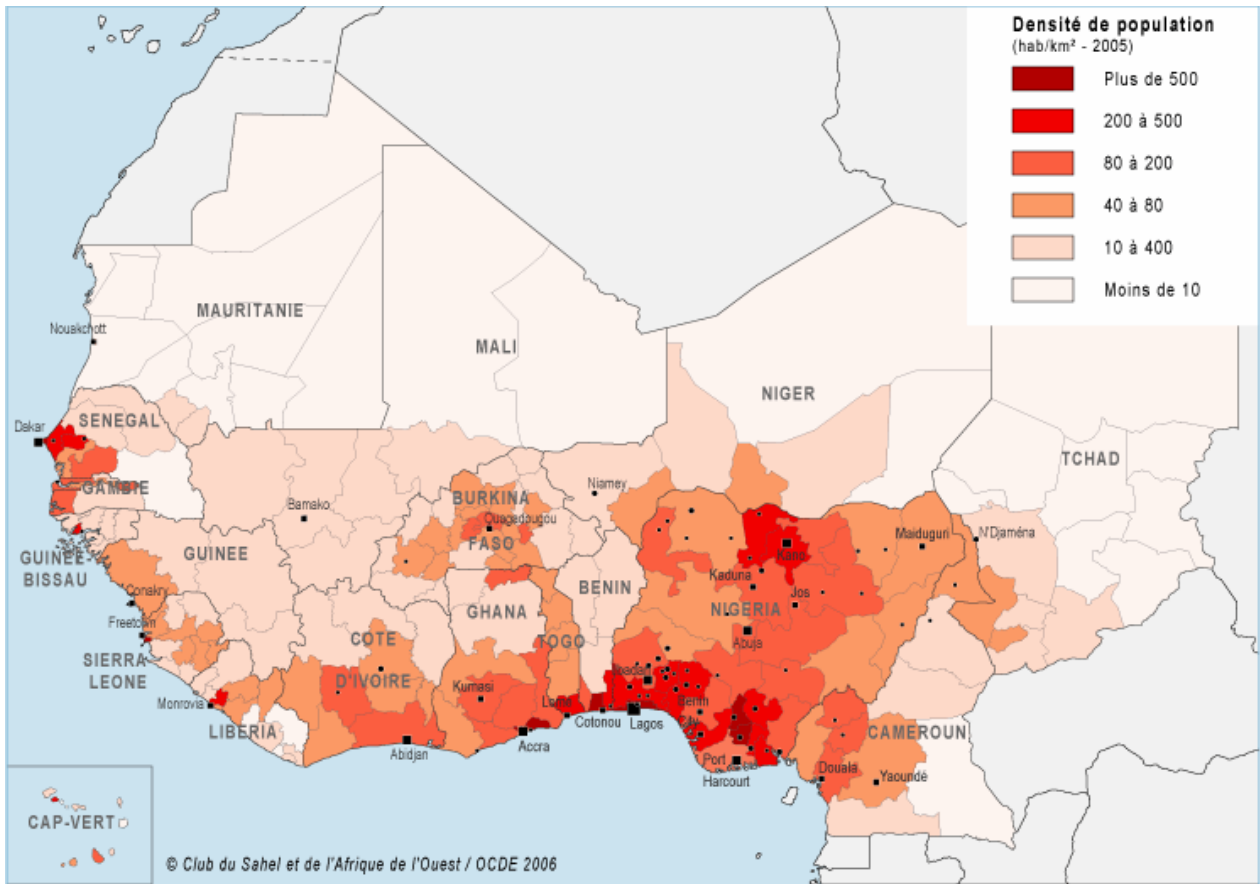 Densité de population
(hab/km² - 2005)
Plus de 500
200 à 500
80 à 200
40 à 80
10 à 400
Moins de 10
MAURITANIE
Nouakchott
MALI
NIGER
TCHAD
SENEGAL
Dakar
GAMBIE
Niamey
BURKINA
Bamako
Ouagadougou
FASO
Maiduguri
N'Djaména
GUINEE
BISSAU
GUINEE
Kano
BENIN
Kaduna
Conakry
GHANA
Jos
NIGERIA
Freetown
COTE
TOGO
Abuja
SIERRA
LEONE
D'IVOIRE
Ibadan
Kumasi
Lome
Benin
City
Monrovia
LIBERIA
Cotonou
Lagos
CAMEROUN
Abidjan
Accra
Port
Harcourt
Douala
Yaoundé
CAP-VERT
© Club du Sahel et de l'Afrique de l'Ouest / OCDE 2006